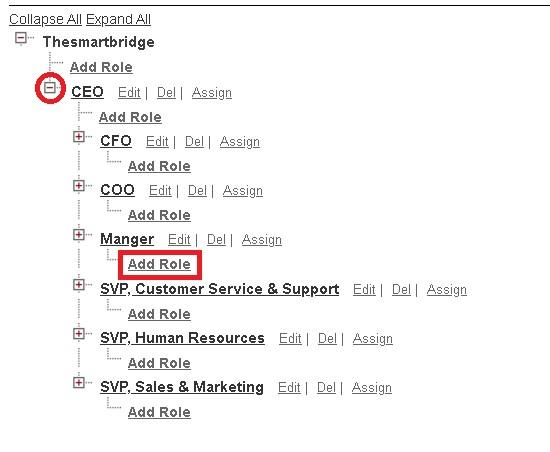 Collapse All Expand All
Thesmartbridge
Add Role
CEO Edit | Del | Assign
Add Role
CFO Edit | Del | Assign
Add Role
COO Edit | Del | Assign
Add Role
Manger Edit | Del | Assign
Add Role
SVP, Customer Service & Support Edit | Del | Assign
Add Role
SVP, Human Resources Edit | Del | Assign
Add Role
SVP, Sales & Marketing Edit | Del | Assign
Add Role